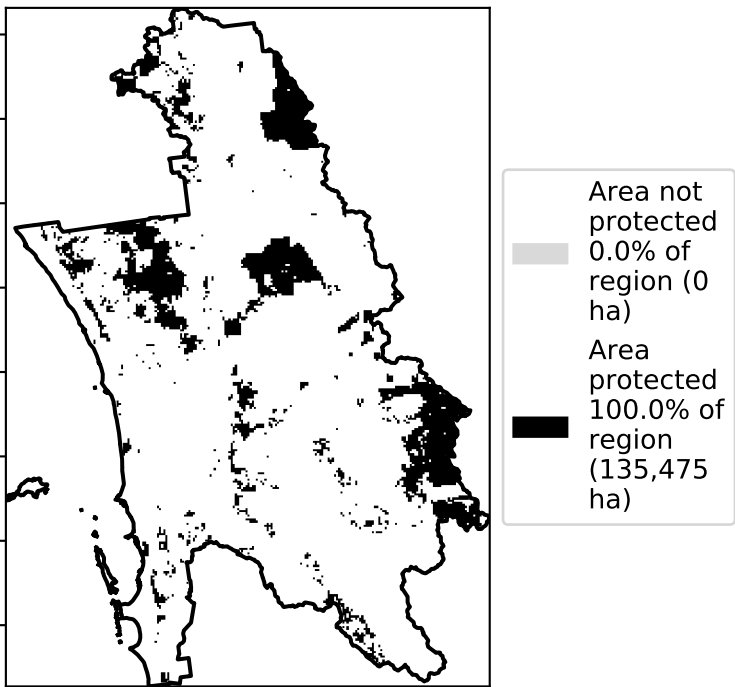 Area not
protected
0.0% of
region (0
ha)
Area
protected
100.0% of
region
(135,475
ha)